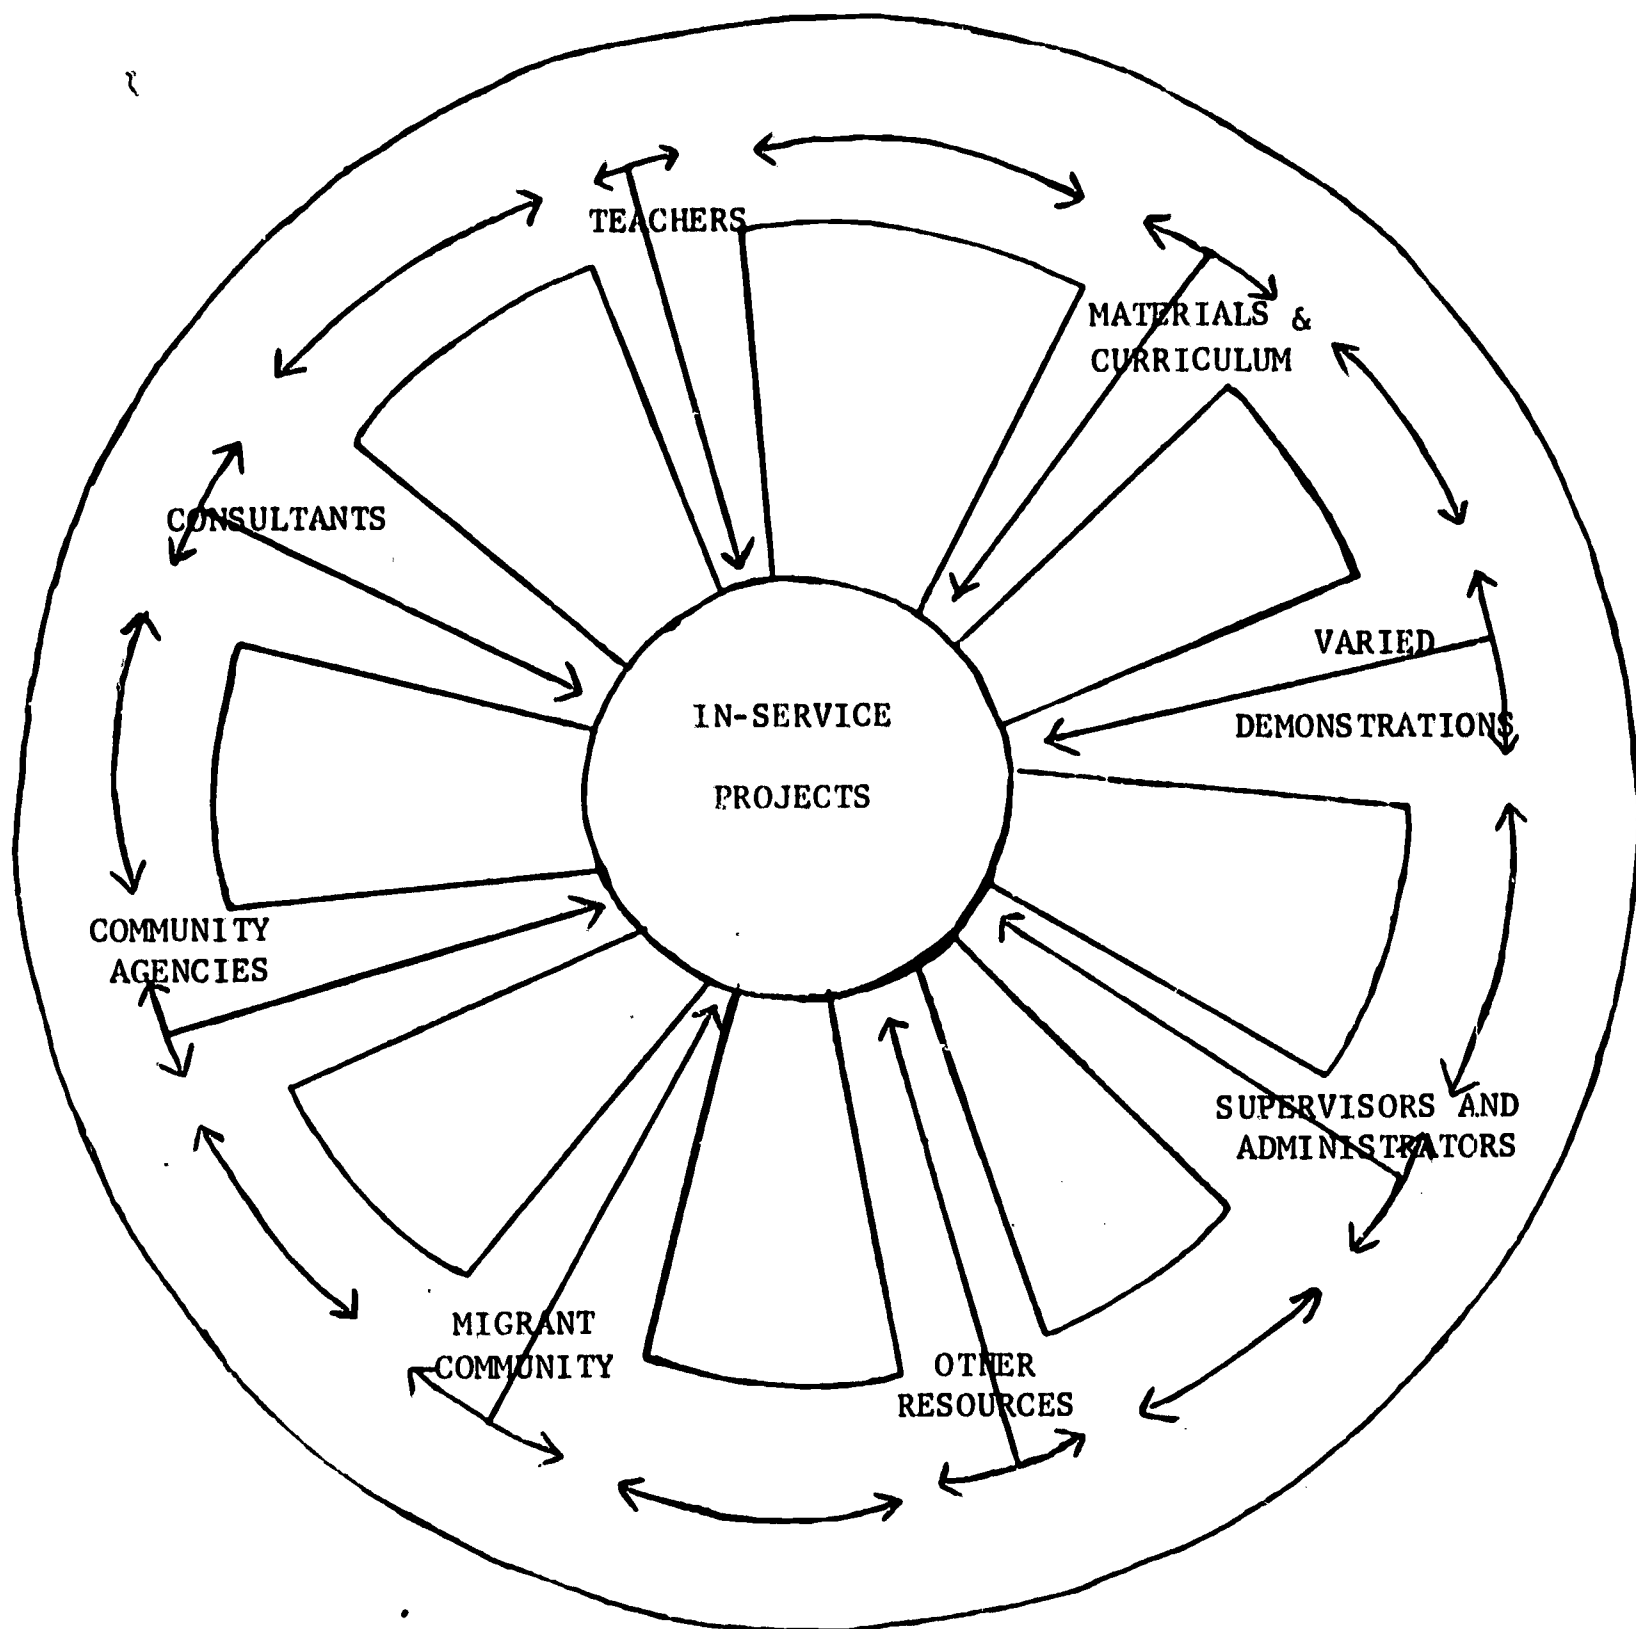 TEACHERS
MATERIALS &
CURRICULUM
CONSULTANTS
VARIED
DEMONSTRATIONS
IN-SERVICE
PROJECTS
COMMUNITY
AGENCIES
SUPERVISORS AND
ADMINISTRATORS
MIGRANT
COMMUNITY
OTHER
RESOURCES